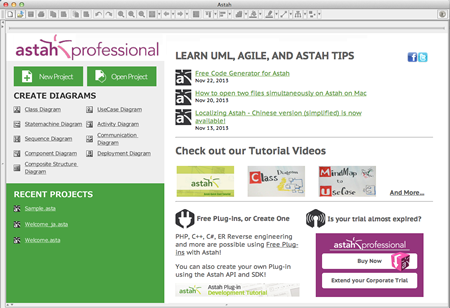 Astah
astah professional
New Project
Open Project
CREATE DIAGRAMS
Class Diagram
UseCase Diagram
Statemachine Diagram
Activity Diagram
Sequence Diagram
Communication
Diagram
Component Diagram
Deployment Diagram
Composite Structure
Diagram
RECENT PROJECTS
Sample.asta
Welcome_ja.asta
Welcome.asta
LEARN UML, AGILE, AND ASTAH TIPS
Free Code Generator for Astah
Nov 22, 2013
How to open two files simultaneously on Astah on Mac
Nov 20, 2013
Localizing Astah - Chinese version (simplified) is now
available!
Nov 13, 2013
Check out our Tutorial Videos
astah
Class Diagrams
MindMap
to
UseCase
And More...
Free Plug-ins, or Create One
PHP, C++, C#, ER Reverse engineering
and more are possible using Free Plug-
ins with Astah!
You can also create your own Plug-in
using the Astah API and SDK!
Astah Plug-in
Development Tutorial
Is your trial almost expired?
astah professional
Buy Now
Extend your Corporate Trial